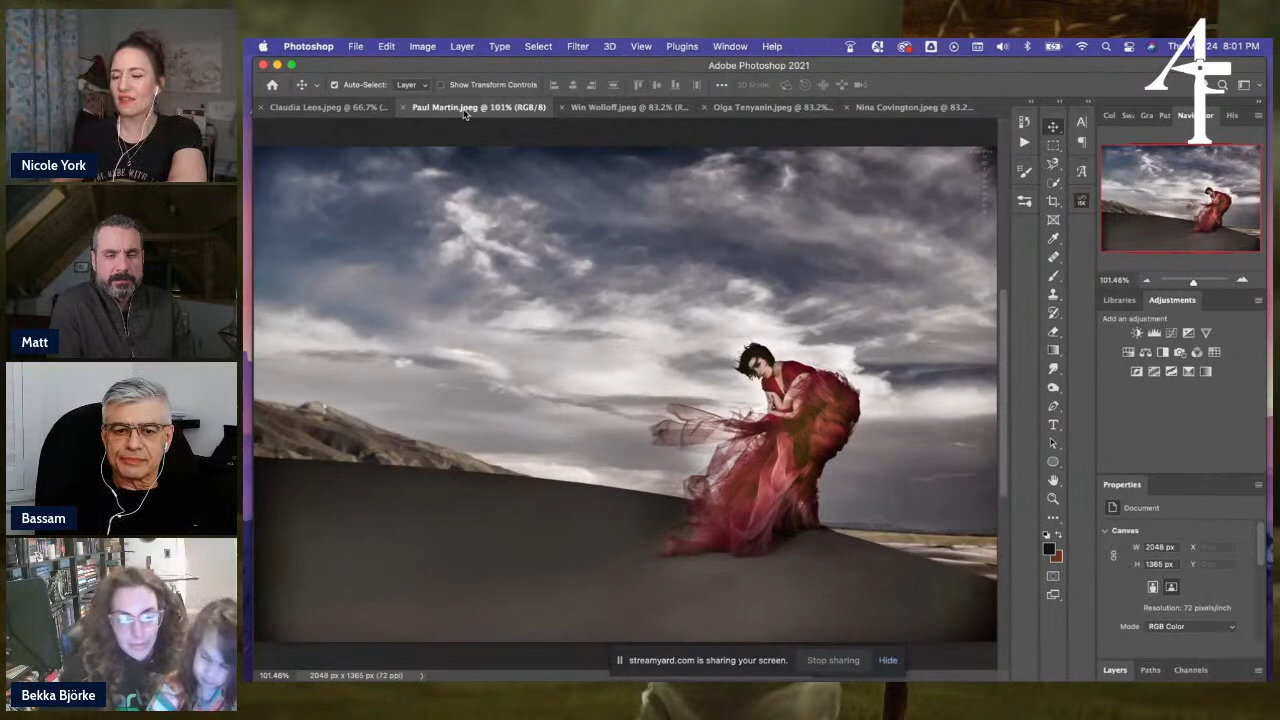 Nicole York
Matt
Bassam
Bekka Björke
Photoshop File Edit Image Layer Type Select Filter 3D View Plugins Window Help
8:01 PM
Adobe Photoshop 2021
Auto-Select: Layer Show Transform Controls 3D Mode:
Claudia Leos.jpeg @ 66.7% (... Paul Martin.jpeg @ 101% (RGB/8) Win Wolloff.jpeg @ 83.2% (R... Olga Tenyanin.jpeg @ 83.2%... Nina Covington.jpeg @ 83.2...
Col Sw Gra Pat Navi His
101.46%
Libraries Adjustments
Add an adjustment
Properties
Document
Canvas
W 2048 px X
H 1365 px Y
Resolution: 72 pixels/inch
Mode RGB Color
Layers Paths Channels
streamyard.com is sharing your screen. Stop sharing Hide
101.46% 2048 px x 1365 px (72 ppi)
AF